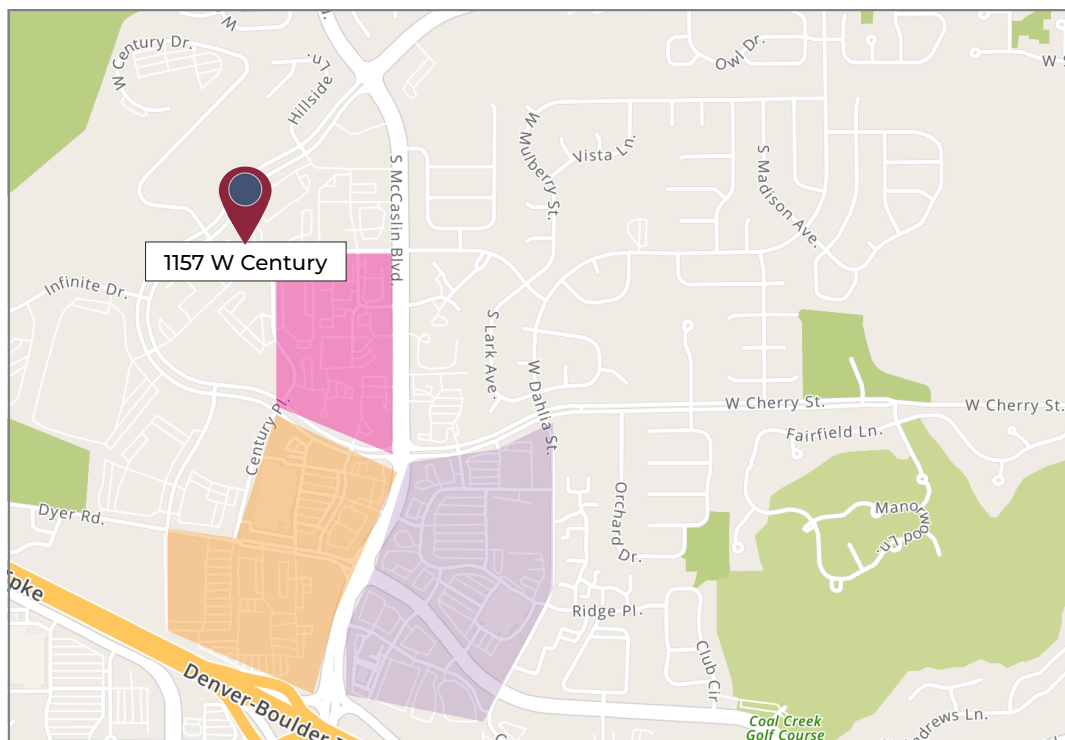 W Century Dr.
Hillside Ln.
Owl Dr.
W S
W Mulberry St.
Vista Ln.
S Madison Ave.
S McCaslin Blvd.
1157 W Century
Infinite Dr.
S Lark Ave.
W Dahlia St.
W Cherry St.
W Cherry St.
Fairfield Ln.
Century Pl.
Orchard Dr.
Manorwood Ln.
Dyer Rd.
Tpke
Ridge Pl.
Club Cir
Denver-Boulder T
Coal Creek
Golf Course
ndrews Ln.